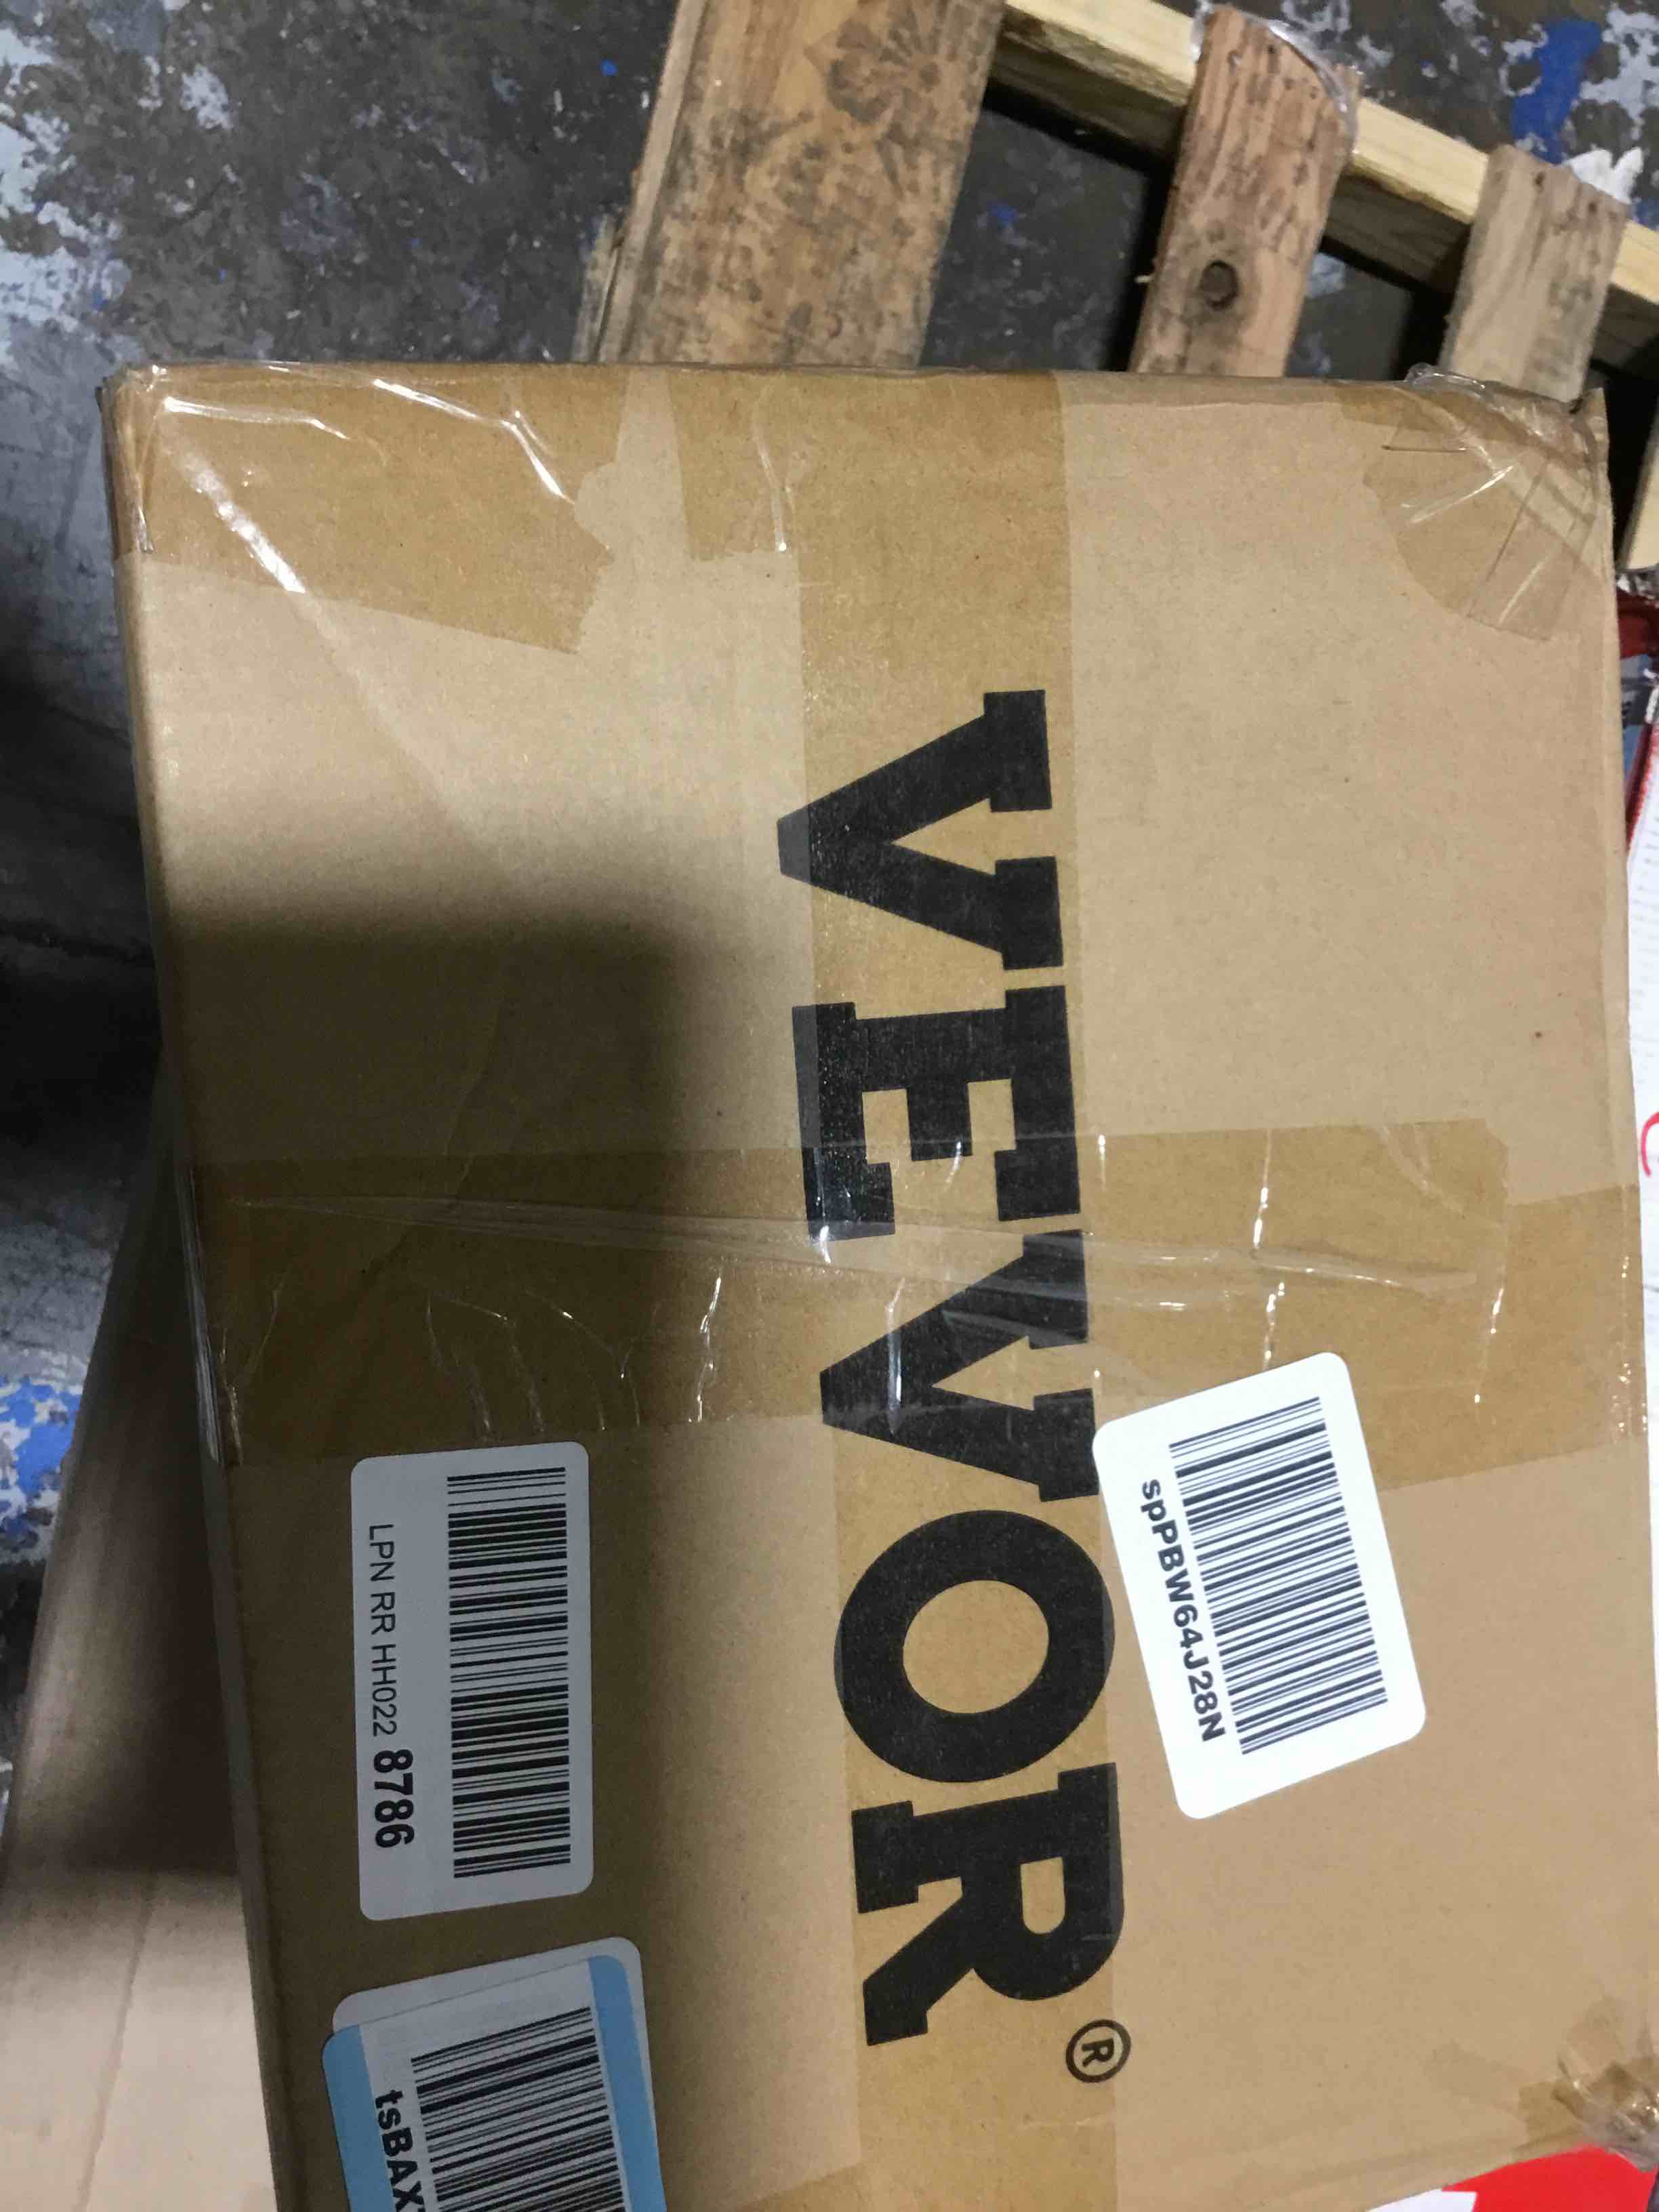 VEVOR®
spPBW64J28N
LPN RR HH022 8786
tsBAX